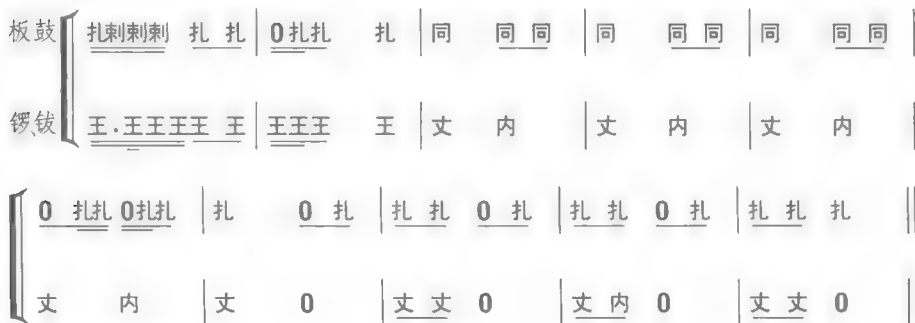 板鼓 扎刺刺刺 扎 扎 | 0 扎扎 扎 | 同 同 同 | 同 同 同 | 同 同 同 |
锣、钹 王.王王王王 王 | 王王王 王 | 丈 内 | 丈 内 | 丈 内 |
0 扎扎 0扎扎 | 扎 0 扎 | 扎 扎 0 扎 | 扎 扎 0 扎 | 扎 扎 扎 ||
丈 内 | 丈 0 | 丈 丈 0 | 丈 内 0 | 丈 丈 0 ||